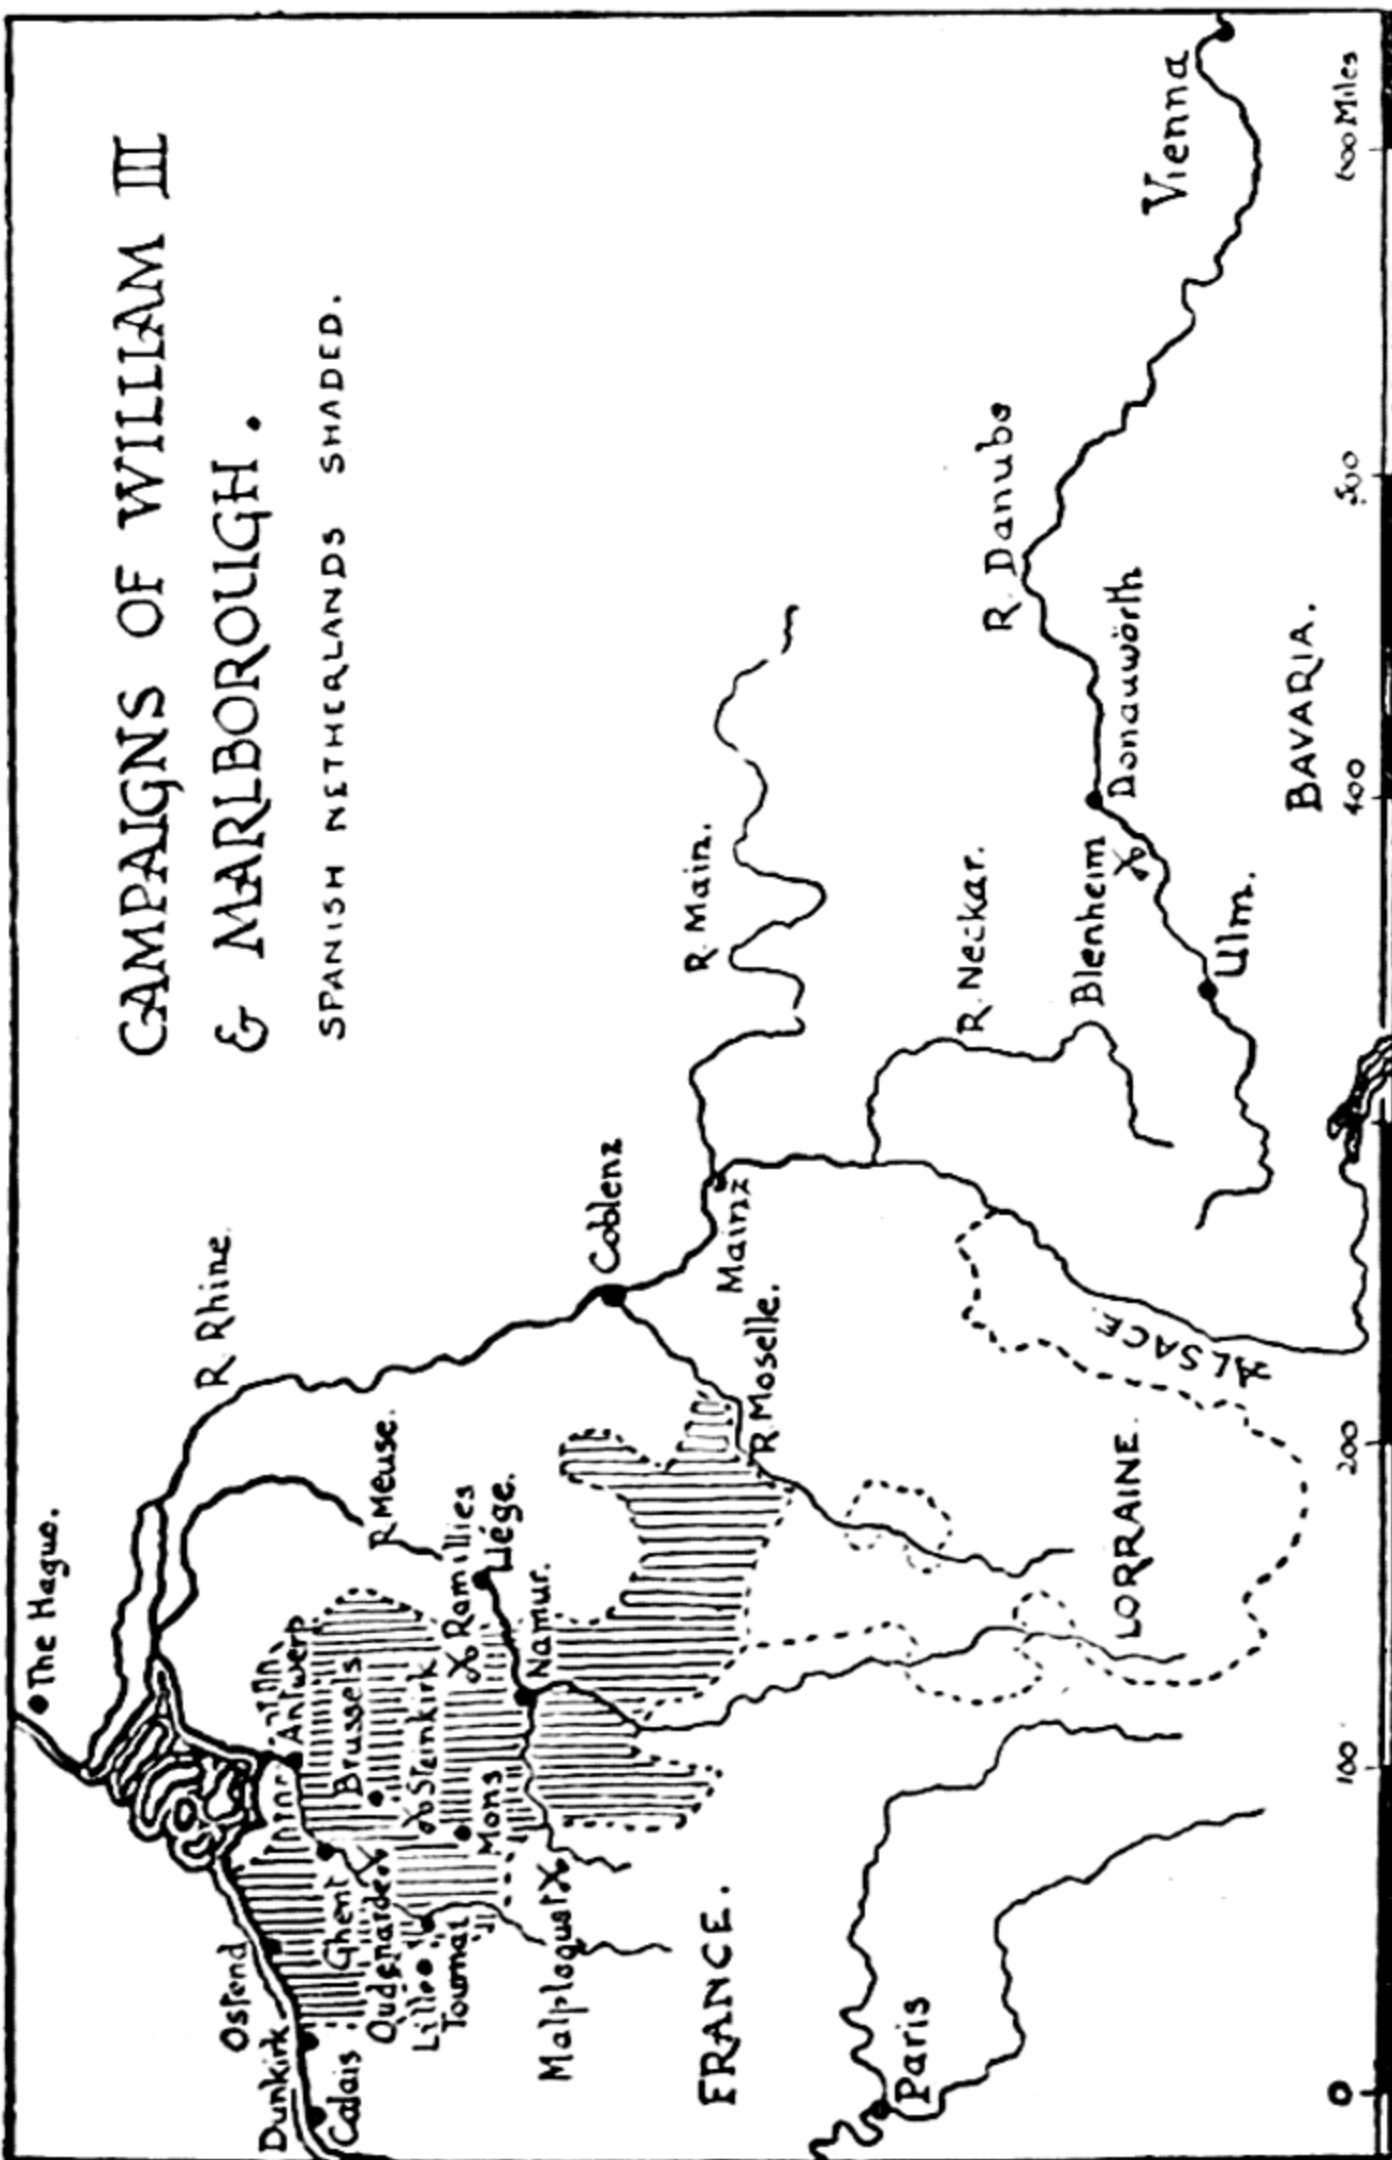 CAMPAIGNS OF WILLIAM III
& MARLBOROUGH.
SPANISH NETHERLANDS SHADED.
The Hague.
R Rhine.
Ostend
Dunkirk
Calais
Antwerp
Ghent
Brussels
R Meuse.
Oudenarde
Lille
Tournai
Steinkirk
Ramillies
Liége.
Mons
Namur.
Malplaquet
Coblenz
Mainz
R. Main.
R Moselle.
FRANCE.
Paris
R. Neckar.
R. Danube
Vienna
Blenheim
Donauwörth
Ulm.
ALSACE
LORRAINE.
BAVARIA.
0
100
200
400
500
600 Miles